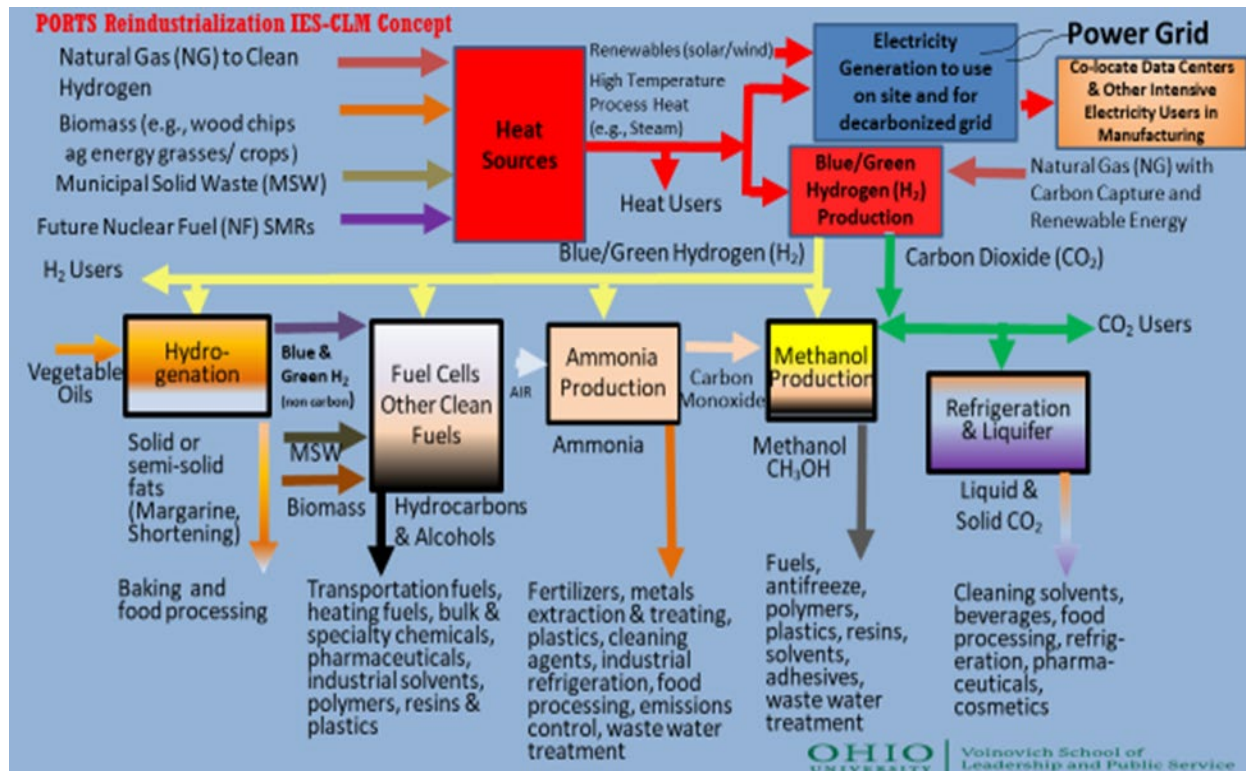 PORTS Reindustrialization IES-CLM Concept
Natural Gas (NG) to Clean
Hydrogen
Biomass (e.g., wood chips
ag energy grasses/ crops)
Municipal Solid Waste (MSW)
Future Nuclear Fuel (NF) SMRs
Heat
Sources
Renewables (solar/wind)
High Temperature
Process Heat
(e.g., Steam)
Heat Users
Electricity
Generation to use
on site and for
decarbonized grid
Power Grid
Co-locate Data Centers
& Other Intensive
Electricity Users in
Manufacturing
Blue/Green
Hydrogen (H₂)
Production
Natural Gas (NG) with
Carbon Capture and
Renewable Energy
Blue/Green Hydrogen (H₂)
Carbon Dioxide (CO₂)
H₂ Users
CO₂ Users
Vegetable
Oils
Hydro-
genation
Blue &
Green H₂
(non carbon)
MSW
Biomass
Fuel Cells
Other Clean
Fuels
AIR
Ammonia
Production
Carbon
Monoxide
Methanol
Production
Refrigeration
& Liquifer
Solid or
semi-solid
fats
(Margarine,
Shortening)
Hydrocarbons
& Alcohols
Ammonia
Methanol
CH₃OH
Liquid &
Solid CO₂
Baking and
food processing
Transportation fuels,
heating fuels, bulk &
specialty chemicals,
pharmaceuticals,
industrial solvents,
polymers, resins &
plastics
Fertilizers, metals
extraction & treating,
plastics, cleaning
agents, industrial
refrigeration, food
processing, emissions
control, waste water
treatment
Fuels,
antifreeze,
polymers,
plastics, resins,
solvents,
adhesives,
waste water
treatment
Cleaning solvents,
beverages, food
processing, refrig-
eration, pharma-
ceuticals,
cosmetics
OHIO
UNIVERSITY
Voinovich School of
Leadership and Public Service